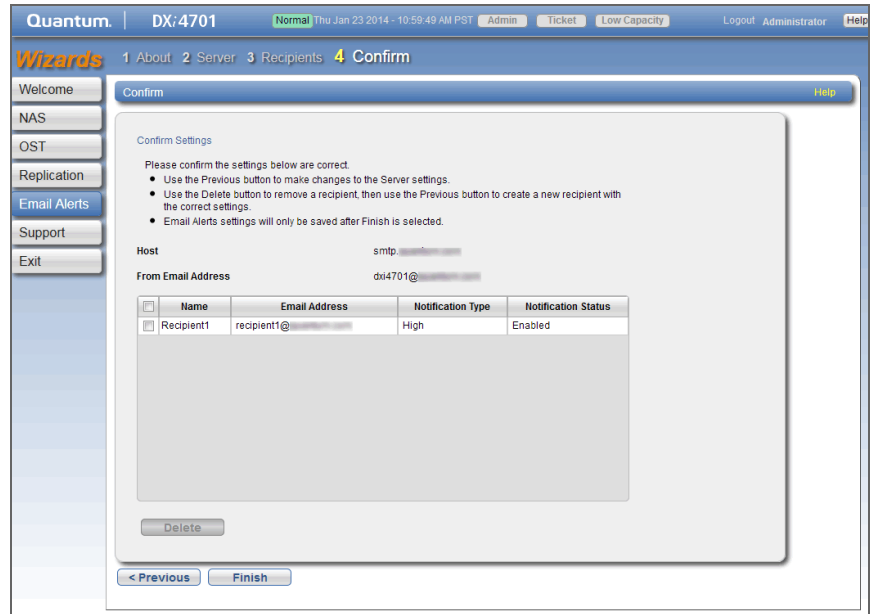 Quantum. DXi4701 Normal Thu Jan 23 2014 - 10:59:49 AM PST Admin Ticket Low Capacity Logout Administrator Help
Wizards 1 About 2 Server 3 Recipients 4 Confirm
Welcome
Confirm Help
NAS
OST
Replication
Email Alerts
Support
Exit
Confirm Settings
Please confirm the settings below are correct.
• Use the Previous button to make changes to the Server settings.
• Use the Delete button to remove a recipient, then use the Previous button to create a new recipient with
the correct settings.
• Email Alerts settings will only be saved after Finish is selected.
Host smtp.
From Email Address dxi4701@
Name Email Address Notification Type Notification Status
Recipient1 recipient1@ High Enabled
Delete
< Previous Finish